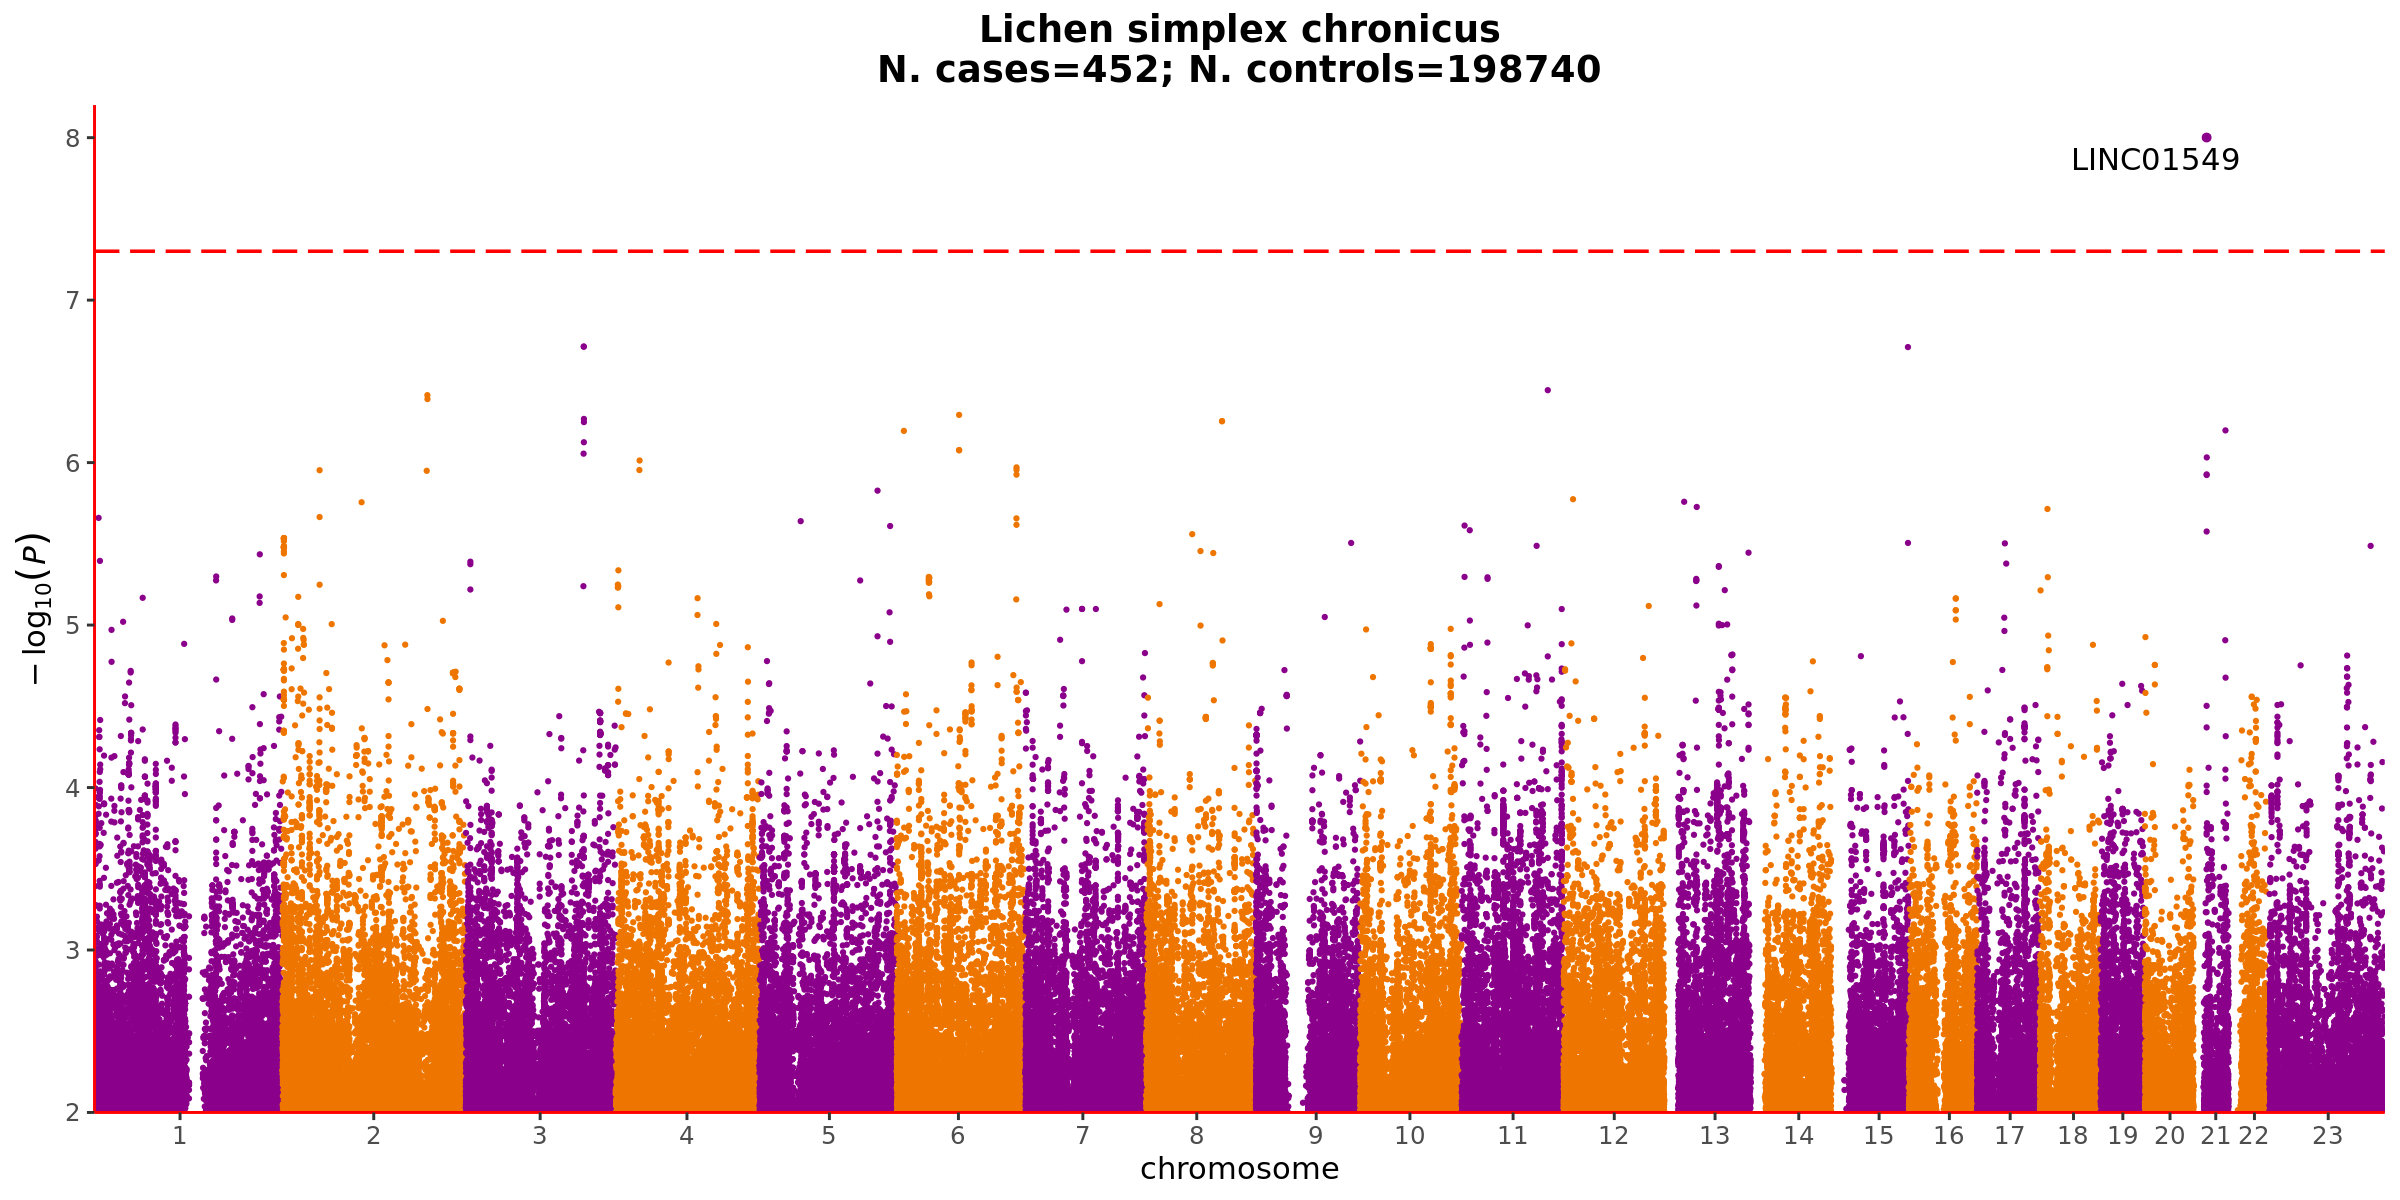 Lichen simplex chronicus
N. cases=452; N. controls=198740
8
LINC01549
7
6
5
4
3
2
−log₁₀(P)
1 2 3 4 5 6 7 8 9 10 11 12 13 14 15 16 17 18 19 20 21 22 23
chromosome